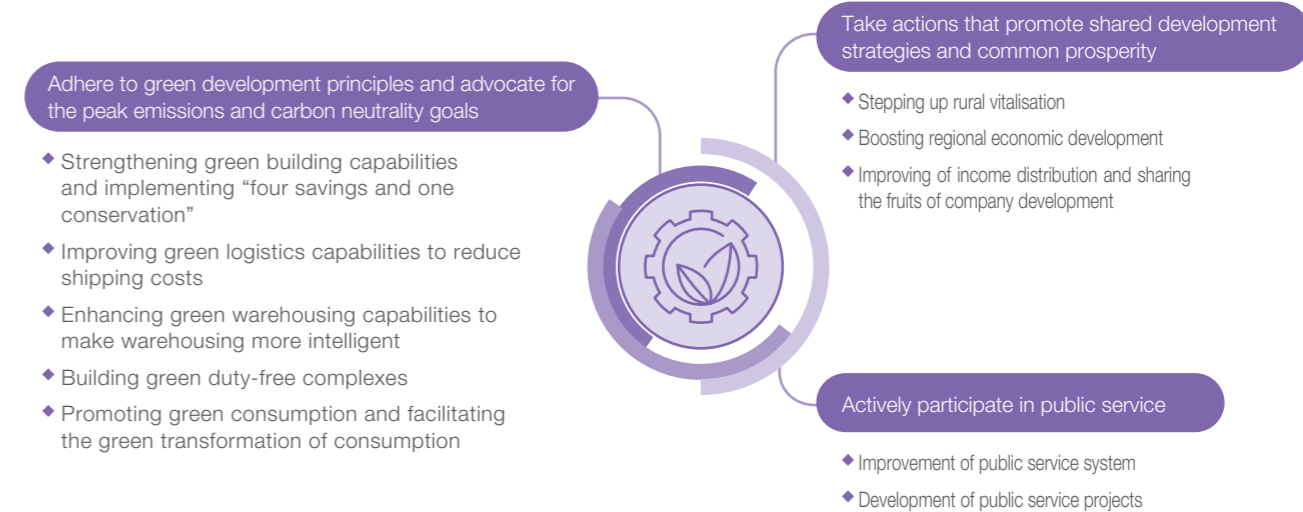 Adhere to green development principles and advocate for
the peak emissions and carbon neutrality goals
◆ Strengthening green building capabilities
and implementing “four savings and one
conservation”
◆ Improving green logistics capabilities to reduce
shipping costs
◆ Enhancing green warehousing capabilities to
make warehousing more intelligent
◆ Building green duty-free complexes
◆ Promoting green consumption and facilitating
the green transformation of consumption
Take actions that promote shared development
strategies and common prosperity
◆ Stepping up rural vitalisation
◆ Boosting regional economic development
◆ Improving of income distribution and sharing
the fruits of company development
Actively participate in public service
◆ Improvement of public service system
◆ Development of public service projects